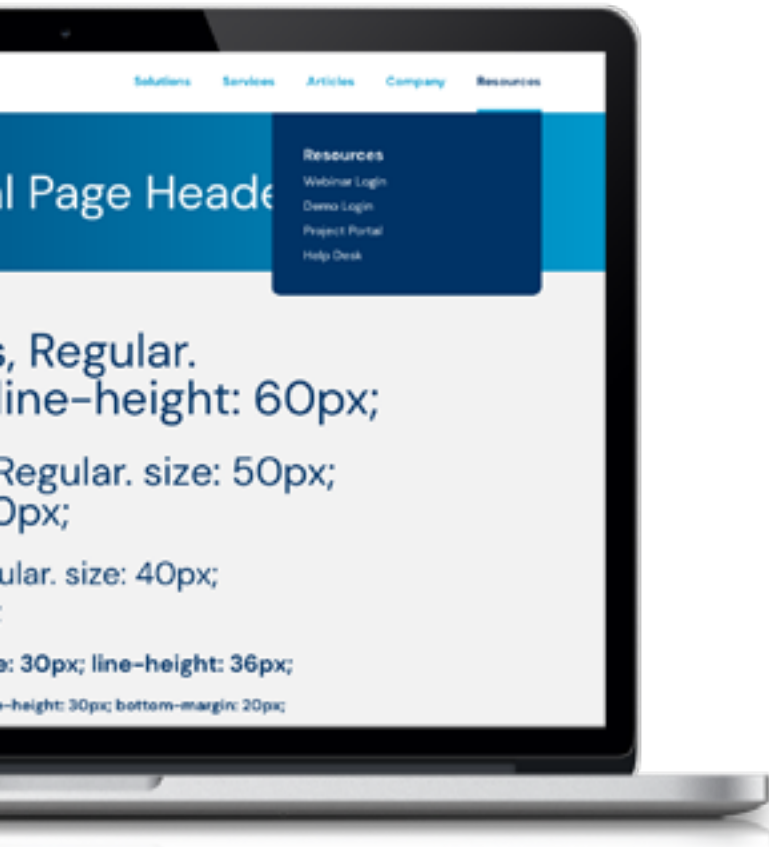 Solutions Services Articles Company Resources
l Page Heade
Resources
Webinar Login
Demo Login
Project Portal
Help Desk
s, Regular.
line-height: 60px;
Regular. size: 50px;
0px;
ular. size: 40px;
;
e: 30px; line-height: 36px;
e-height: 30px; bottom-margin: 20px;